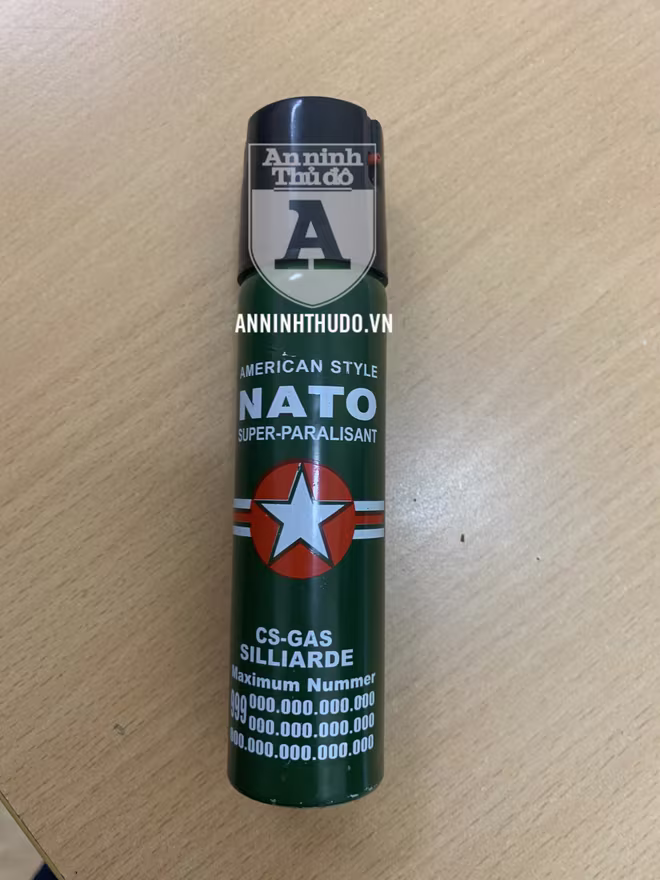 An ninh
Thủ đô
A
ANNINHTHUDO.VN
AMERICAN STYLE
NATO
SUPER-PARALISANT
CS-GAS
SILLIARDE
Maximum Nummer
999 000.000.000.000
000.000.000.000
000.000.000.000.000